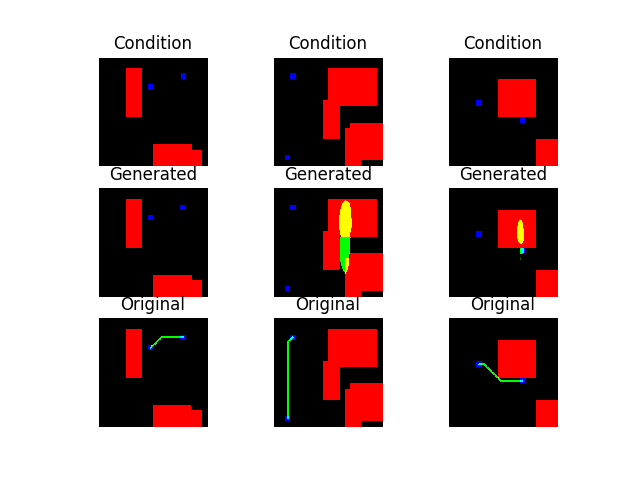 Condition
Condition
Condition
Generated
Generated
Generated
Original
Original
Original